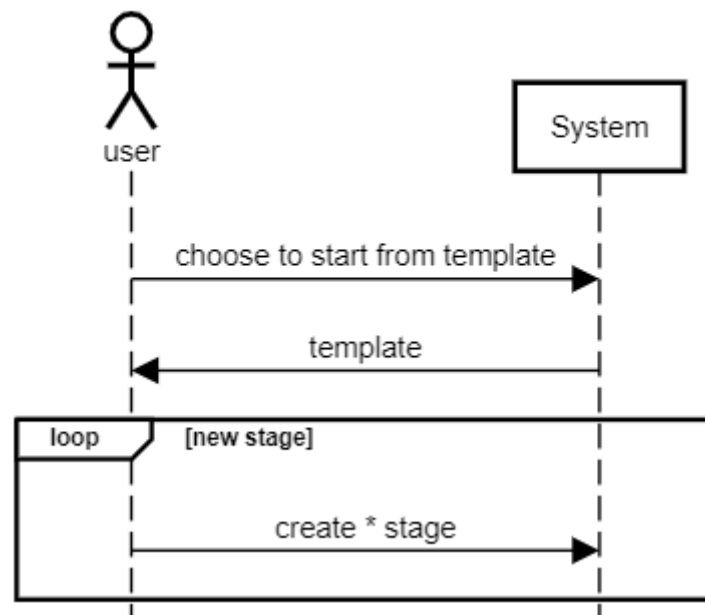 user
System
choose to start from template
template
loop [new stage]
create * stage